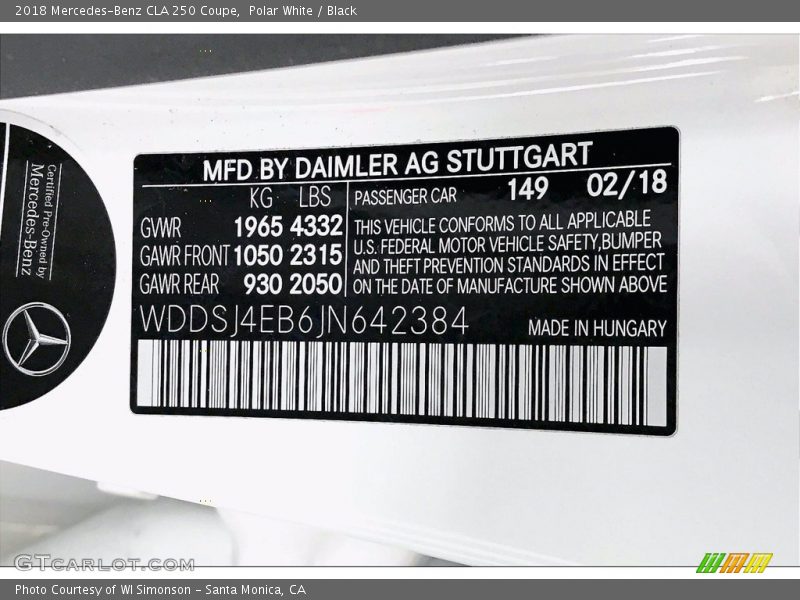 2018 Mercedes-Benz CLA 250 Coupe, Polar White / Black
Certified Pre-Owned by
Mercedes-Benz
MFD BY DAIMLER AG STUTTGART
KG LBS
GVWR 1965 4332
GAWR FRONT 1050 2315
GAWR REAR 930 2050
PASSENGER CAR 149 02/18
THIS VEHICLE CONFORMS TO ALL APPLICABLE
U.S. FEDERAL MOTOR VEHICLE SAFETY,BUMPER
AND THEFT PREVENTION STANDARDS IN EFFECT
ON THE DATE OF MANUFACTURE SHOWN ABOVE
WDDSJ4EB6JN642384
MADE IN HUNGARY
GTCARLOT.COM
Photo Courtesy of WI Simonson - Santa Monica, CA